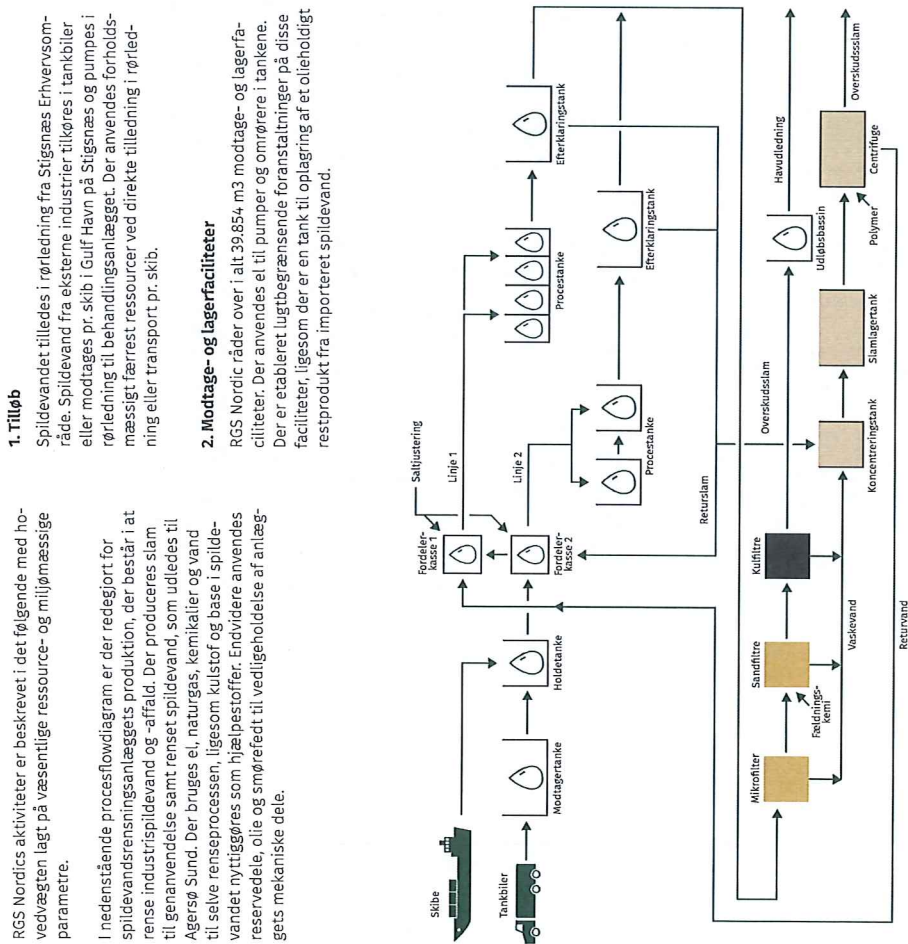 RGS Nordics aktiviteter er beskrevet i det følgende med ho-
vedvægten lagt på væsentlige ressource- og miljømæssige
parametre.
I nedenstående procesflowdiagram er der redegjort for
spildevandsrensningsanlæggets produktion, der består i at
rense industrispildevand og -affald. Der produceres slam
til genanvendelse samt renset spildevand, som udledes til
Agersø Sund. Der bruges el, naturgas, kemikalier og vand
til selve renseprocessen, ligesom kulstof og base i spilde-
vandet nyttiggøres som hjælpestoffer. Endvidere anvendes
reservedele, olie og smørefedt til vedligeholdelse af anlæg-
gets mekaniske dele.
1. Tilløb
Spildevandet tilledes i rørledning fra Stigsnæs Erhvervsom-
råde. Spildevand fra eksterne industrier tilkøres i tankbiler
eller modtages pr. skib i Gulf Havn på Stigsnæs og pumpes i
rørledning til behandlingsanlægget. Der anvendes forholds-
mæssigt færrest ressourcer ved direkte tilledning i rørled-
ning eller transport pr. skib.
2. Modtage- og lagerfaciliteter
RGS Nordic råder over i alt 39.854 m3 modtage- og lagerfa-
ciliteter. Der anvendes el til pumper og omrørere i tankene.
Der er etableret lugtbegrænsende foranstaltninger på disse
faciliteter, ligesom der er en tank til oplagring af et olieholdigt
restprodukt fra importeret spildevand.
Skibe
Tankbiler
Modtagertanke
Holdetanke
Saltjustering
Fordeler-
kasse 1
Fordeler-
kasse 2
Linje 1
Linje 2
Procestanke
Procestanke
Efterklaringstank
Efterklaringstank
Returslam
Overskudsslam
Mikrofilter
Sandfiltre
Fældnings-
kemi
Kulfiltre
Udløbsbassin
Havudledning
Vaskevand
Koncentreringstank
Slamlagertank
Polymer
Centrifuge
Overskudssslam
Returvand